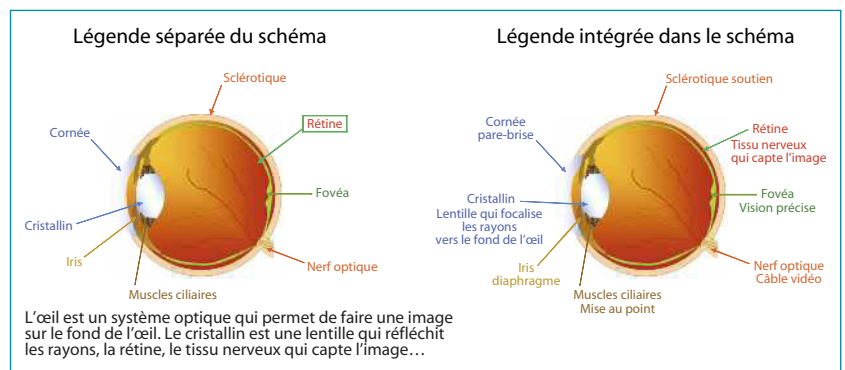 Légende séparée du schéma
Sclérotique
Rétine
Cornée
Fovéa
Cristallin
Iris
Nerf optique
Muscles ciliaires
L’œil est un système optique qui permet de faire une image
sur le fond de l’œil. Le cristallin est une lentille qui réfléchit
les rayons, la rétine, le tissu nerveux qui capte l’image…
Légende intégrée dans le schéma
Sclérotique soutien
Cornée
pare-brise
Rétine
Tissu nerveux
qui capte l’image
Cristallin
Lentille qui focalise
les rayons
vers le fond de l’œil
Fovéa
Vision précise
Iris
diaphragme
Nerf optique
Câble vidéo
Muscles ciliaires
Mise au point